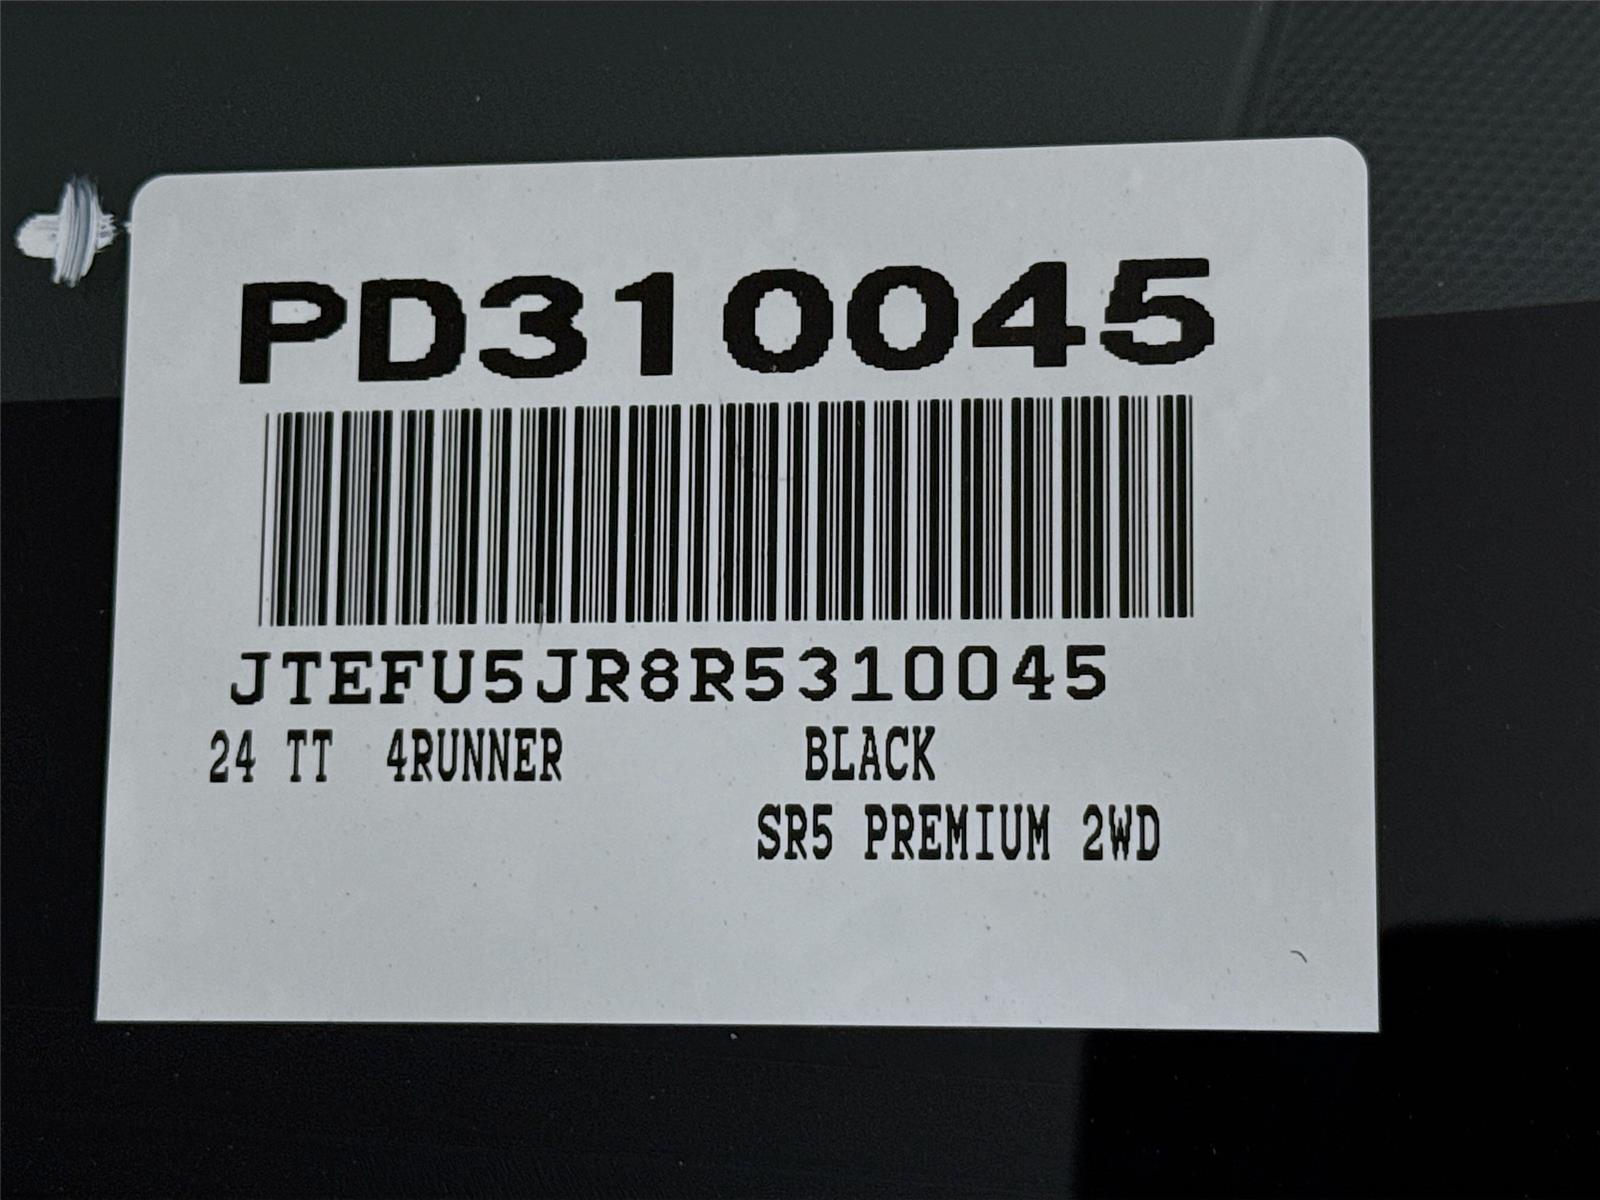 PD310045
JTEFU5JR8R5310045
24 TT 4RUNNER BLACK
SR5 PREMIUM 2WD